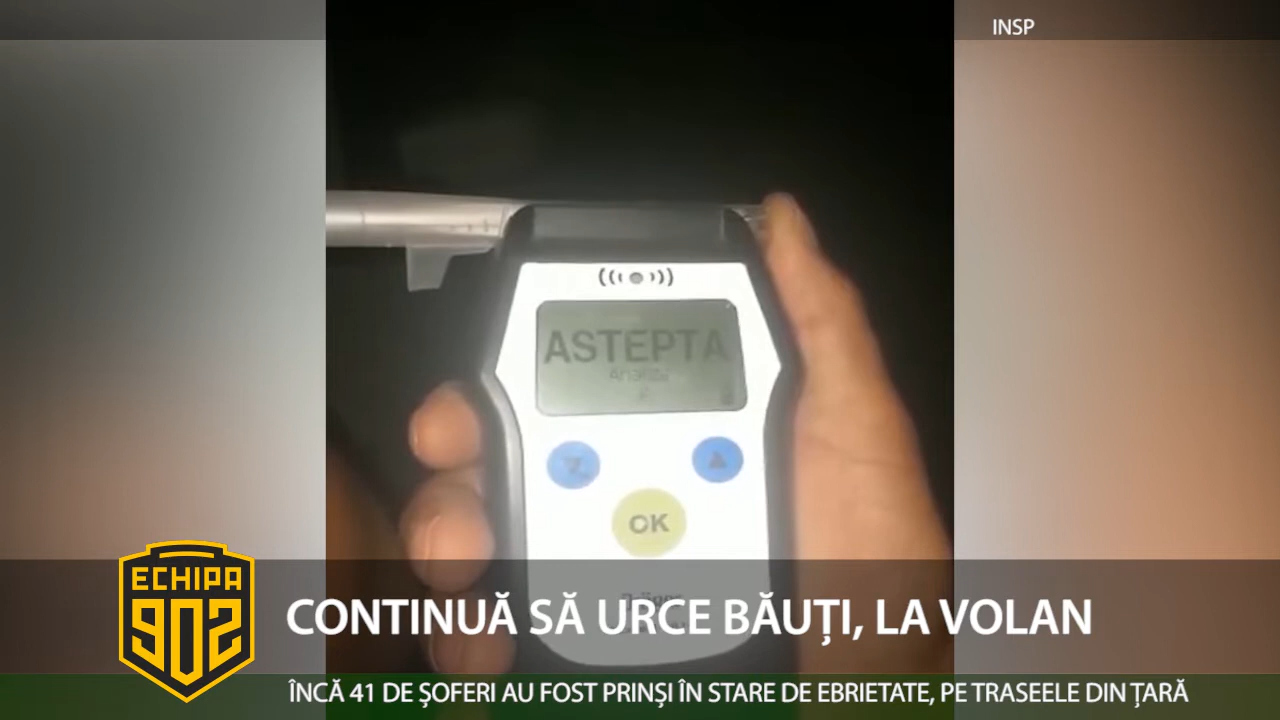 INSP
ASTEPTA
Analiza
OK
ECHIPA
902
CONTINUĂ SĂ URCE BĂUȚI, LA VOLAN
ÎNCĂ 41 DE ȘOFERI AU FOST PRINȘI ÎN STARE DE EBRIETATE, PE TRASEELE DIN ȚARĂ